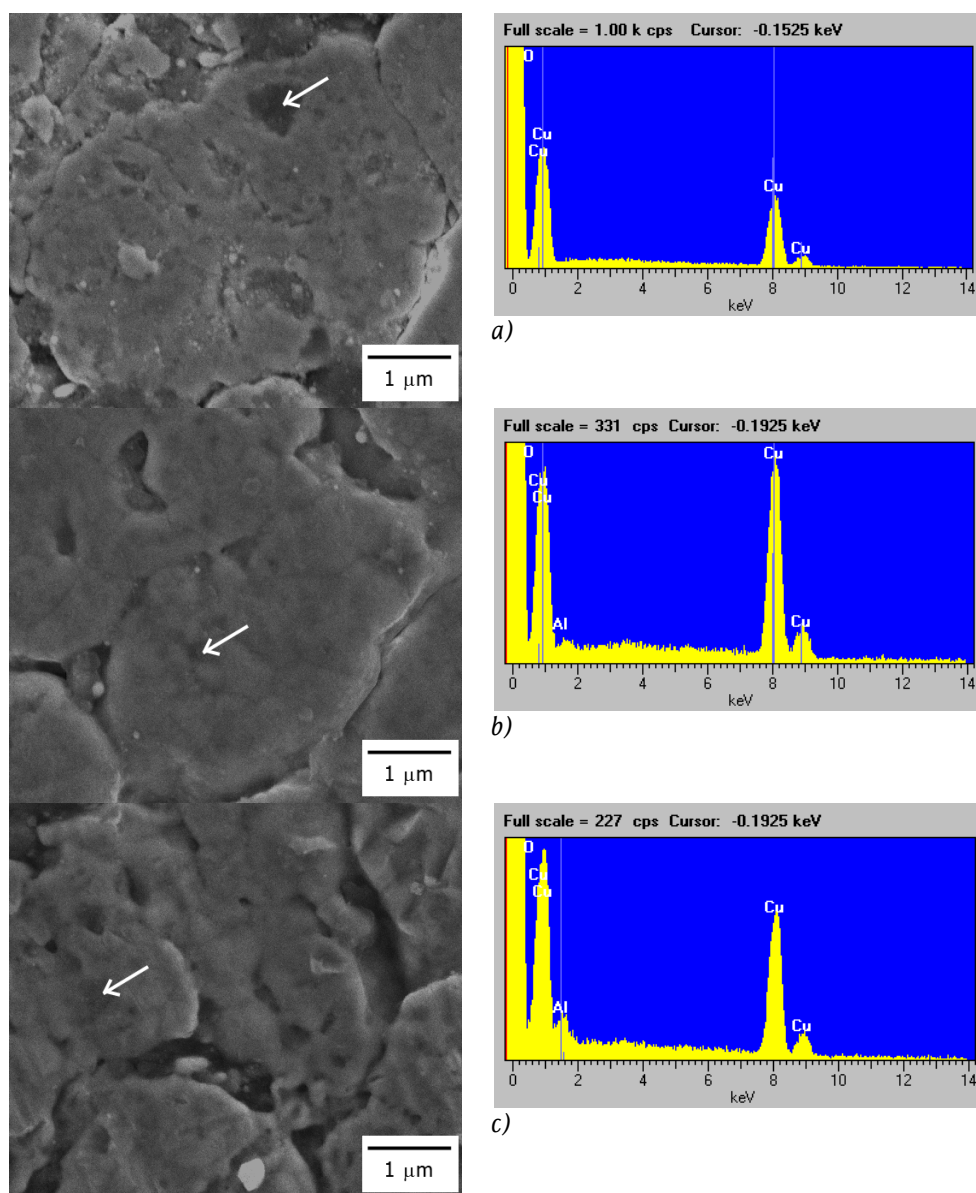 Full scale = 1.00 k cps Cursor: -0.1525 keV
O
Cu
Cu
Cu
Cu
0 2 4 6 8 10 12 14
keV
1 μm
a)
Full scale = 331 cps Cursor: -0.1925 keV
O
Cu
Cu
Cu
Al
Cu
0 2 4 6 8 10 12 14
keV
1 μm
b)
Full scale = 227 cps Cursor: -0.1925 keV
O
Cu
Cu
Cu
Al
Cu
0 2 4 6 8 10 12 14
keV
1 μm
c)